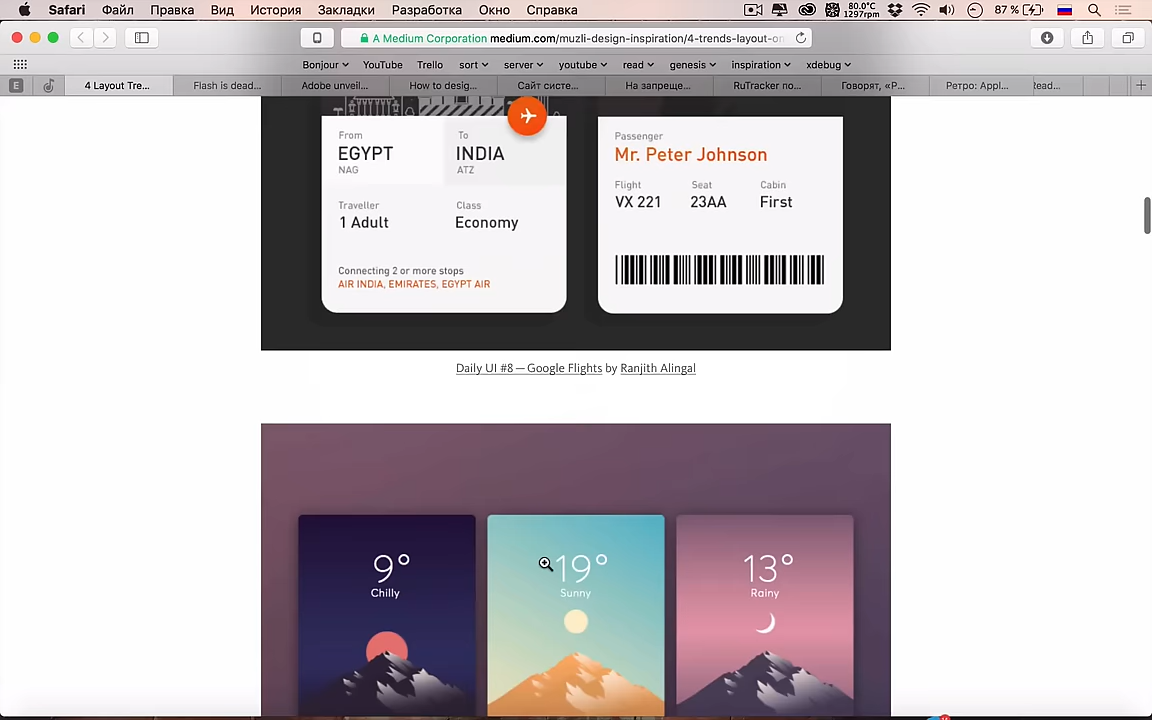 Safari Файл Правка Вид История Закладки Разработка Окно Справка 80.0°C 1297rpm 87 %
A Medium Corporation medium.com/muzli-design-inspiration/4-trends-layout-on
Bonjour YouTube Trello sort server youtube read genesis inspiration xdebug
E 4 Layout Tre... Flash is dead... Adobe unveil... How to desig... Сайт систе... На запреще... RuTracker по... Говорят, «Р... Ретро: Appl... Read...
From To
EGYPT INDIA
NAG ATZ
Traveller Class
1 Adult Economy
Connecting 2 or more stops
AIR INDIA, EMIRATES, EGYPT AIR
Passenger
Mr. Peter Johnson
Flight Seat Cabin
VX 221 23AA First
Daily UI #8 — Google Flights by Ranjith Alingal
9° 19° 13°
Chilly Sunny Rainy